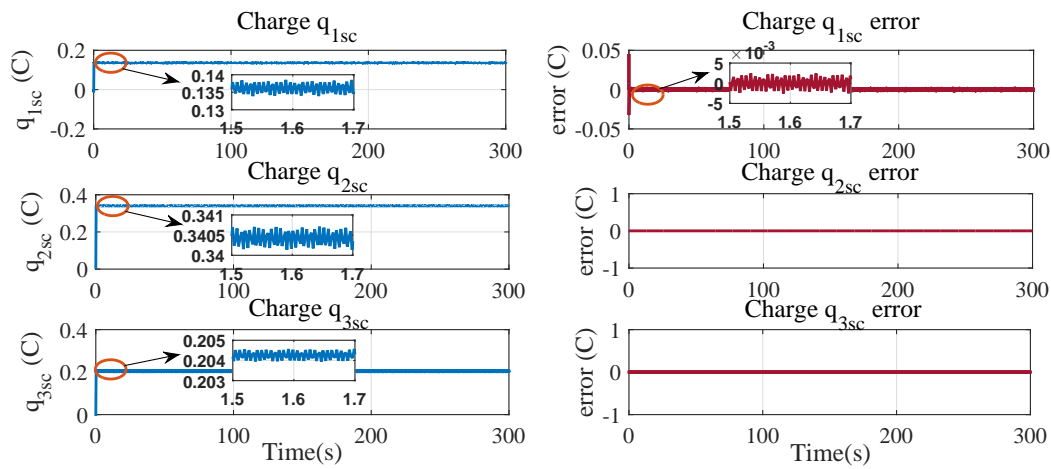 Charge q1sc
q1sc (C)
0.2
0
-0.2
0.14
0.135
0.13
1.5 1.6 1.7
0 100 200 300
Charge q1sc error
error (C)
0.05
0
-0.05
× 10-3
5
0
-5
1.5 1.6 1.7
0 100 200 300
Charge q2sc
q2sc (C)
0.4
0.2
0
0.341
0.3405
0.34
1.5 1.6 1.7
0 100 200 300
Charge q2sc error
error (C)
1
0
-1
0 100 200 300
Charge q3sc
q3sc (C)
0.4
0.2
0
0.205
0.204
0.203
1.5 1.6 1.7
0 100 200 300
Time(s)
Charge q3sc error
error (C)
1
0
-1
0 100 200 300
Time(s)